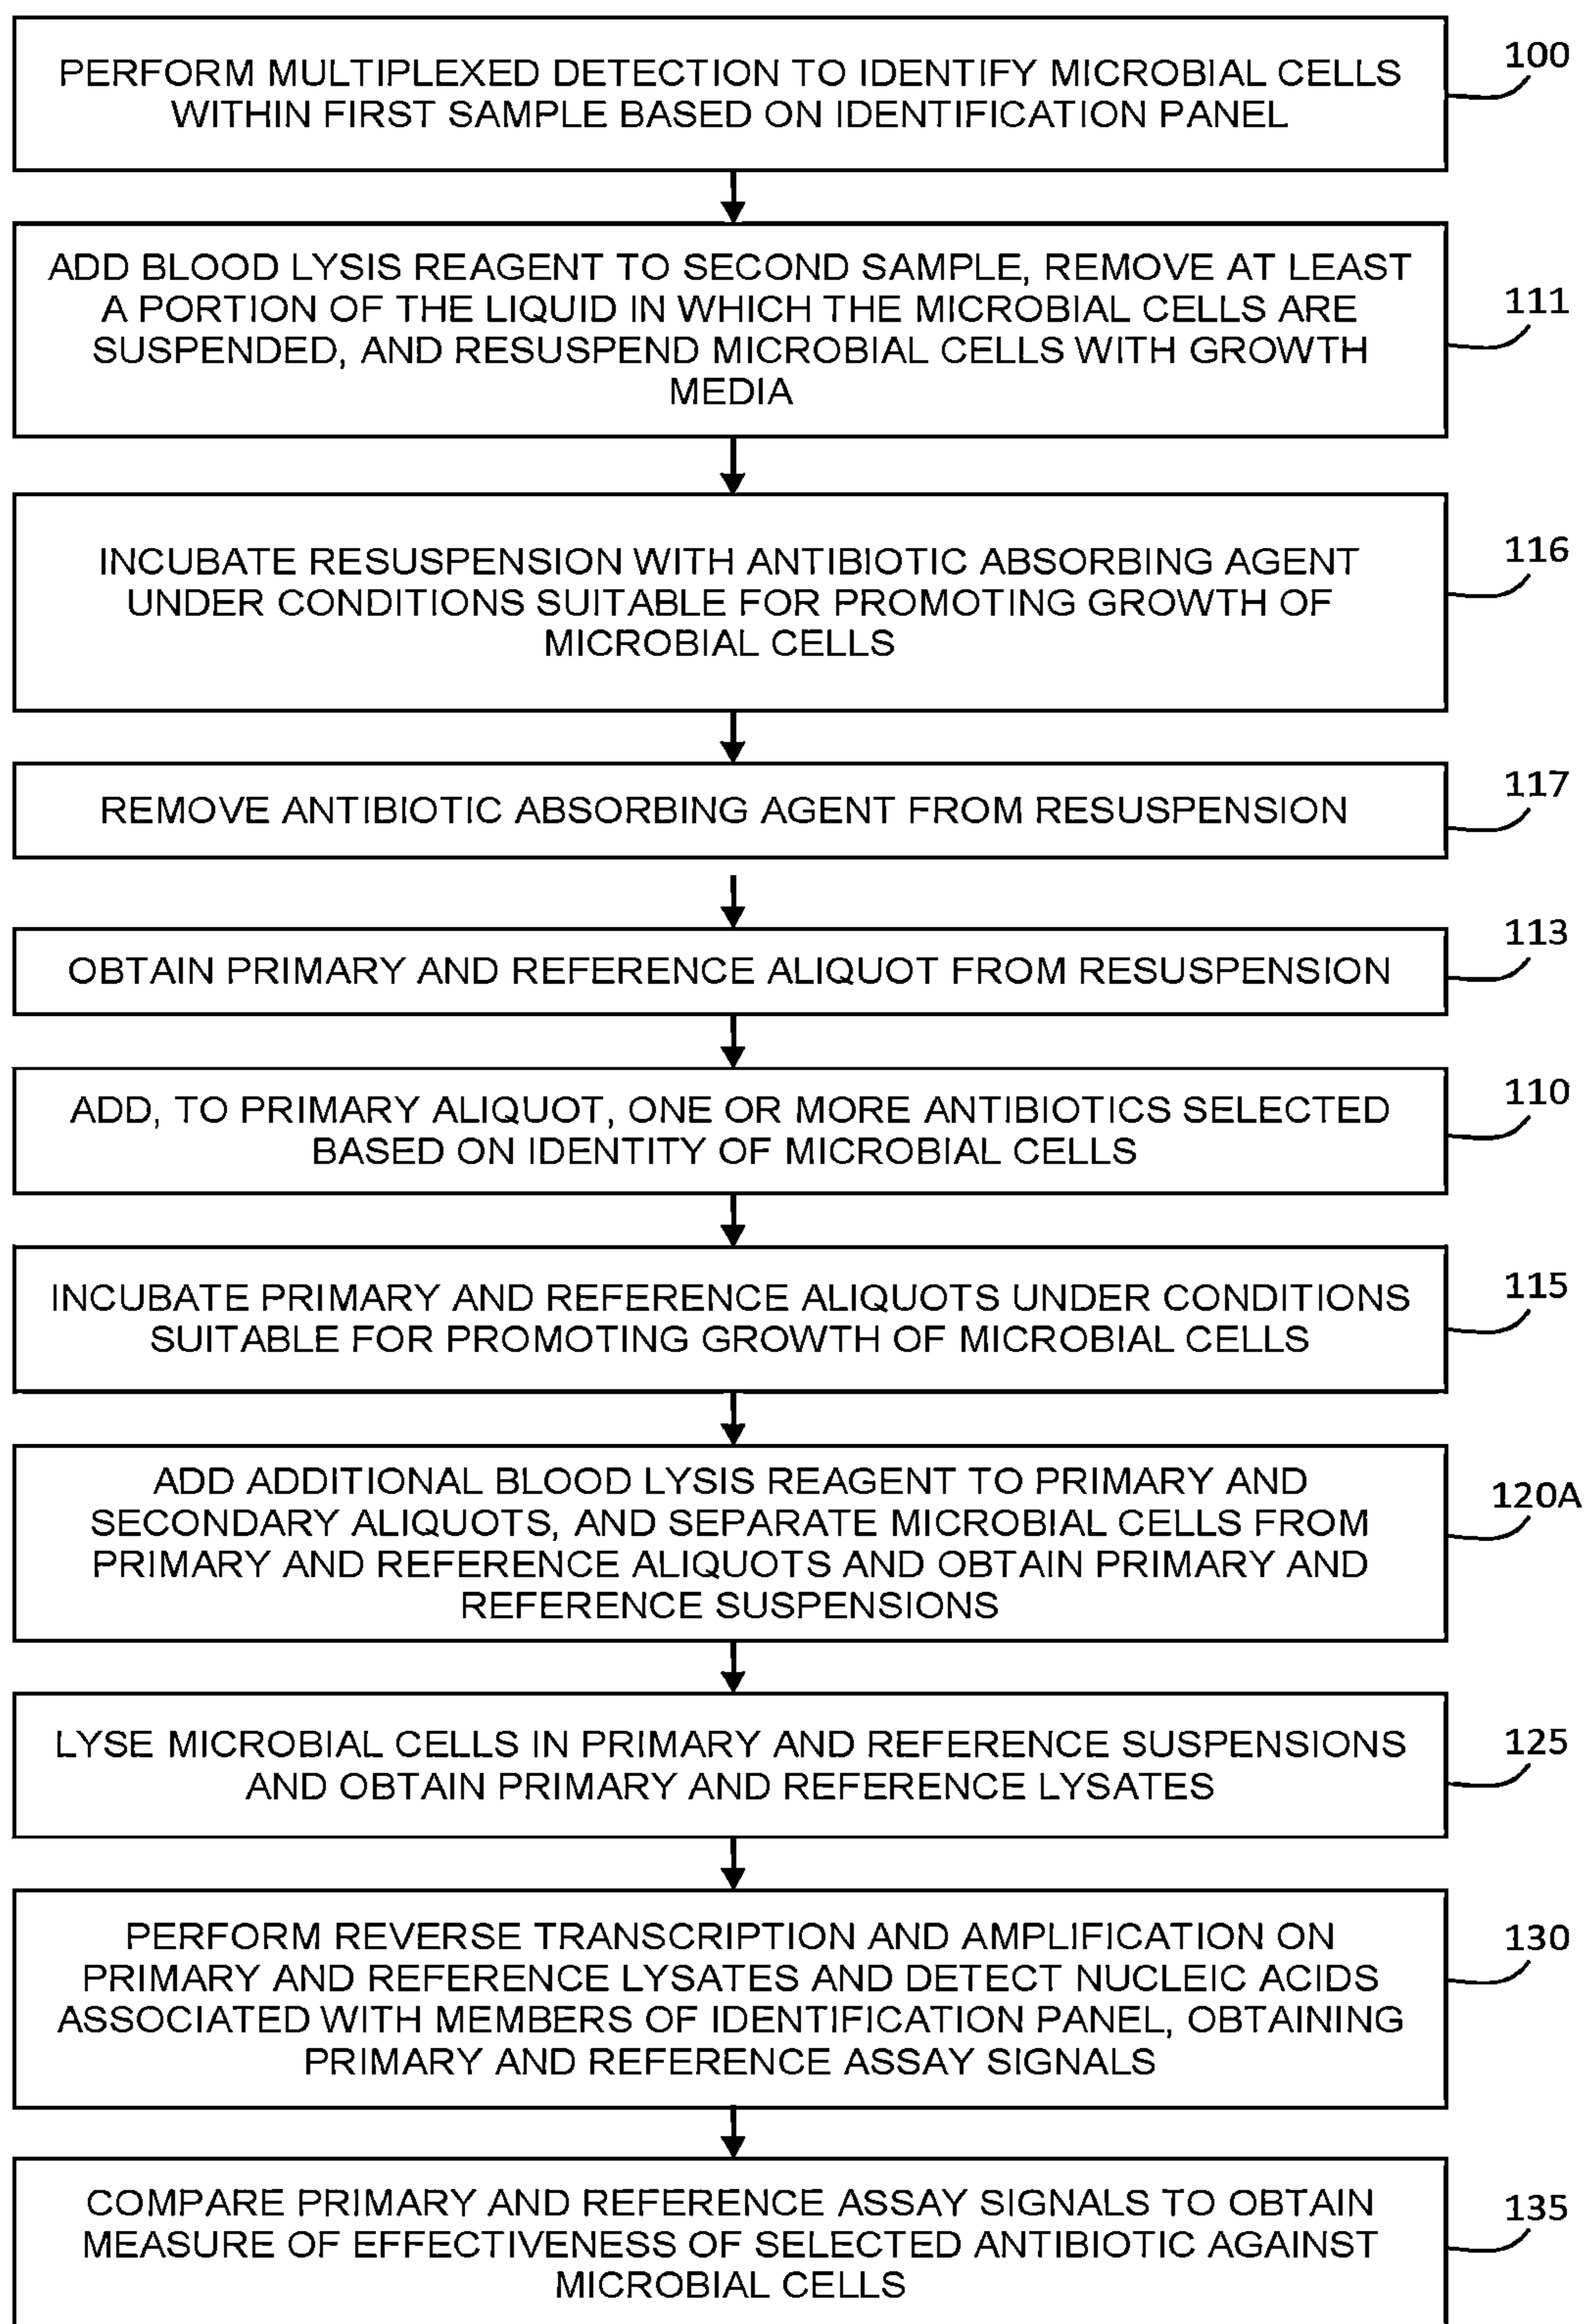 PERFORM MULTIPLEXED DETECTION TO IDENTIFY MICROBIAL CELLS
WITHIN FIRST SAMPLE BASED ON IDENTIFICATION PANEL
100
ADD BLOOD LYSIS REAGENT TO SECOND SAMPLE, REMOVE AT LEAST
A PORTION OF THE LIQUID IN WHICH THE MICROBIAL CELLS ARE
SUSPENDED, AND RESUSPEND MICROBIAL CELLS WITH GROWTH
MEDIA
111
INCUBATE RESUSPENSION WITH ANTIBIOTIC ABSORBING AGENT
UNDER CONDITIONS SUITABLE FOR PROMOTING GROWTH OF
MICROBIAL CELLS
116
REMOVE ANTIBIOTIC ABSORBING AGENT FROM RESUSPENSION
117
OBTAIN PRIMARY AND REFERENCE ALIQUOT FROM RESUSPENSION
113
ADD, TO PRIMARY ALIQUOT, ONE OR MORE ANTIBIOTICS SELECTED
BASED ON IDENTITY OF MICROBIAL CELLS
110
INCUBATE PRIMARY AND REFERENCE ALIQUOTS UNDER CONDITIONS
SUITABLE FOR PROMOTING GROWTH OF MICROBIAL CELLS
115
ADD ADDITIONAL BLOOD LYSIS REAGENT TO PRIMARY AND
SECONDARY ALIQUOTS, AND SEPARATE MICROBIAL CELLS FROM
PRIMARY AND REFERENCE ALIQUOTS AND OBTAIN PRIMARY AND
REFERENCE SUSPENSIONS
120A
LYSE MICROBIAL CELLS IN PRIMARY AND REFERENCE SUSPENSIONS
AND OBTAIN PRIMARY AND REFERENCE LYSATES
125
PERFORM REVERSE TRANSCRIPTION AND AMPLIFICATION ON
PRIMARY AND REFERENCE LYSATES AND DETECT NUCLEIC ACIDS
ASSOCIATED WITH MEMBERS OF IDENTIFICATION PANEL, OBTAINING
PRIMARY AND REFERENCE ASSAY SIGNALS
130
COMPARE PRIMARY AND REFERENCE ASSAY SIGNALS TO OBTAIN
MEASURE OF EFFECTIVENESS OF SELECTED ANTIBIOTIC AGAINST
MICROBIAL CELLS
135